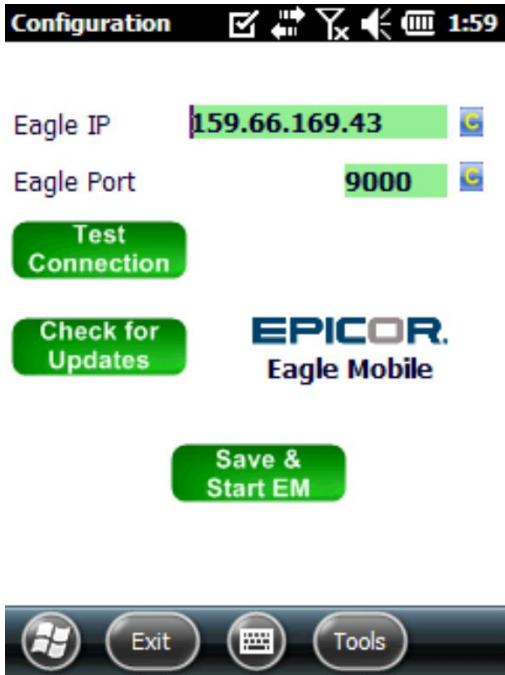 Configuration 1:59
Eagle IP 159.66.169.43 C
Eagle Port 9000 C
Test
Connection
Check for
Updates
EPICOR.
Eagle Mobile
Save &
Start EM
Exit Tools